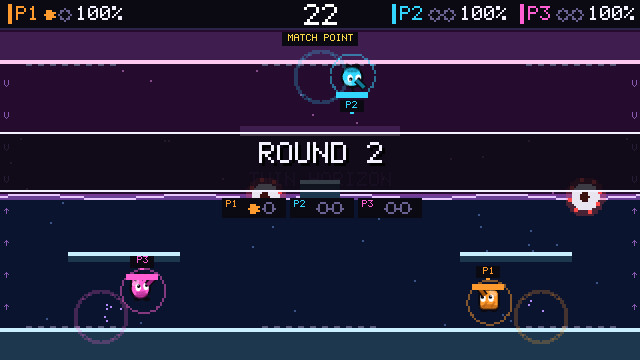 P1 100% 22 P2 100% P3 100%
MATCH POINT
P2
ROUND 2
P1 P2 P3
P3
P1